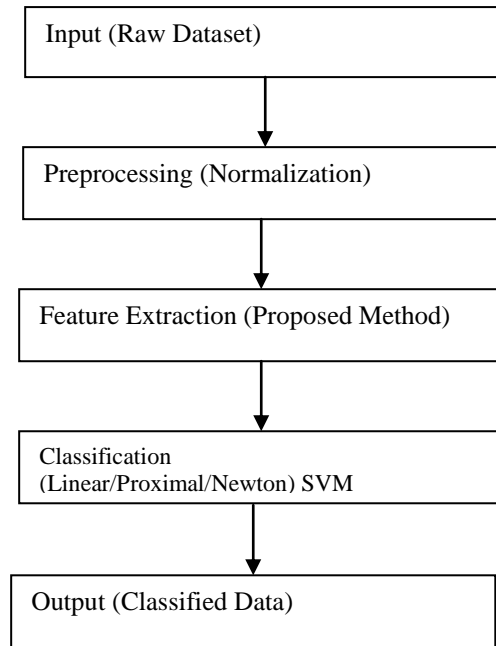 Input (Raw Dataset)
Preprocessing (Normalization)
Feature Extraction (Proposed Method)
Classification
(Linear/Proximal/Newton) SVM
Output (Classified Data)